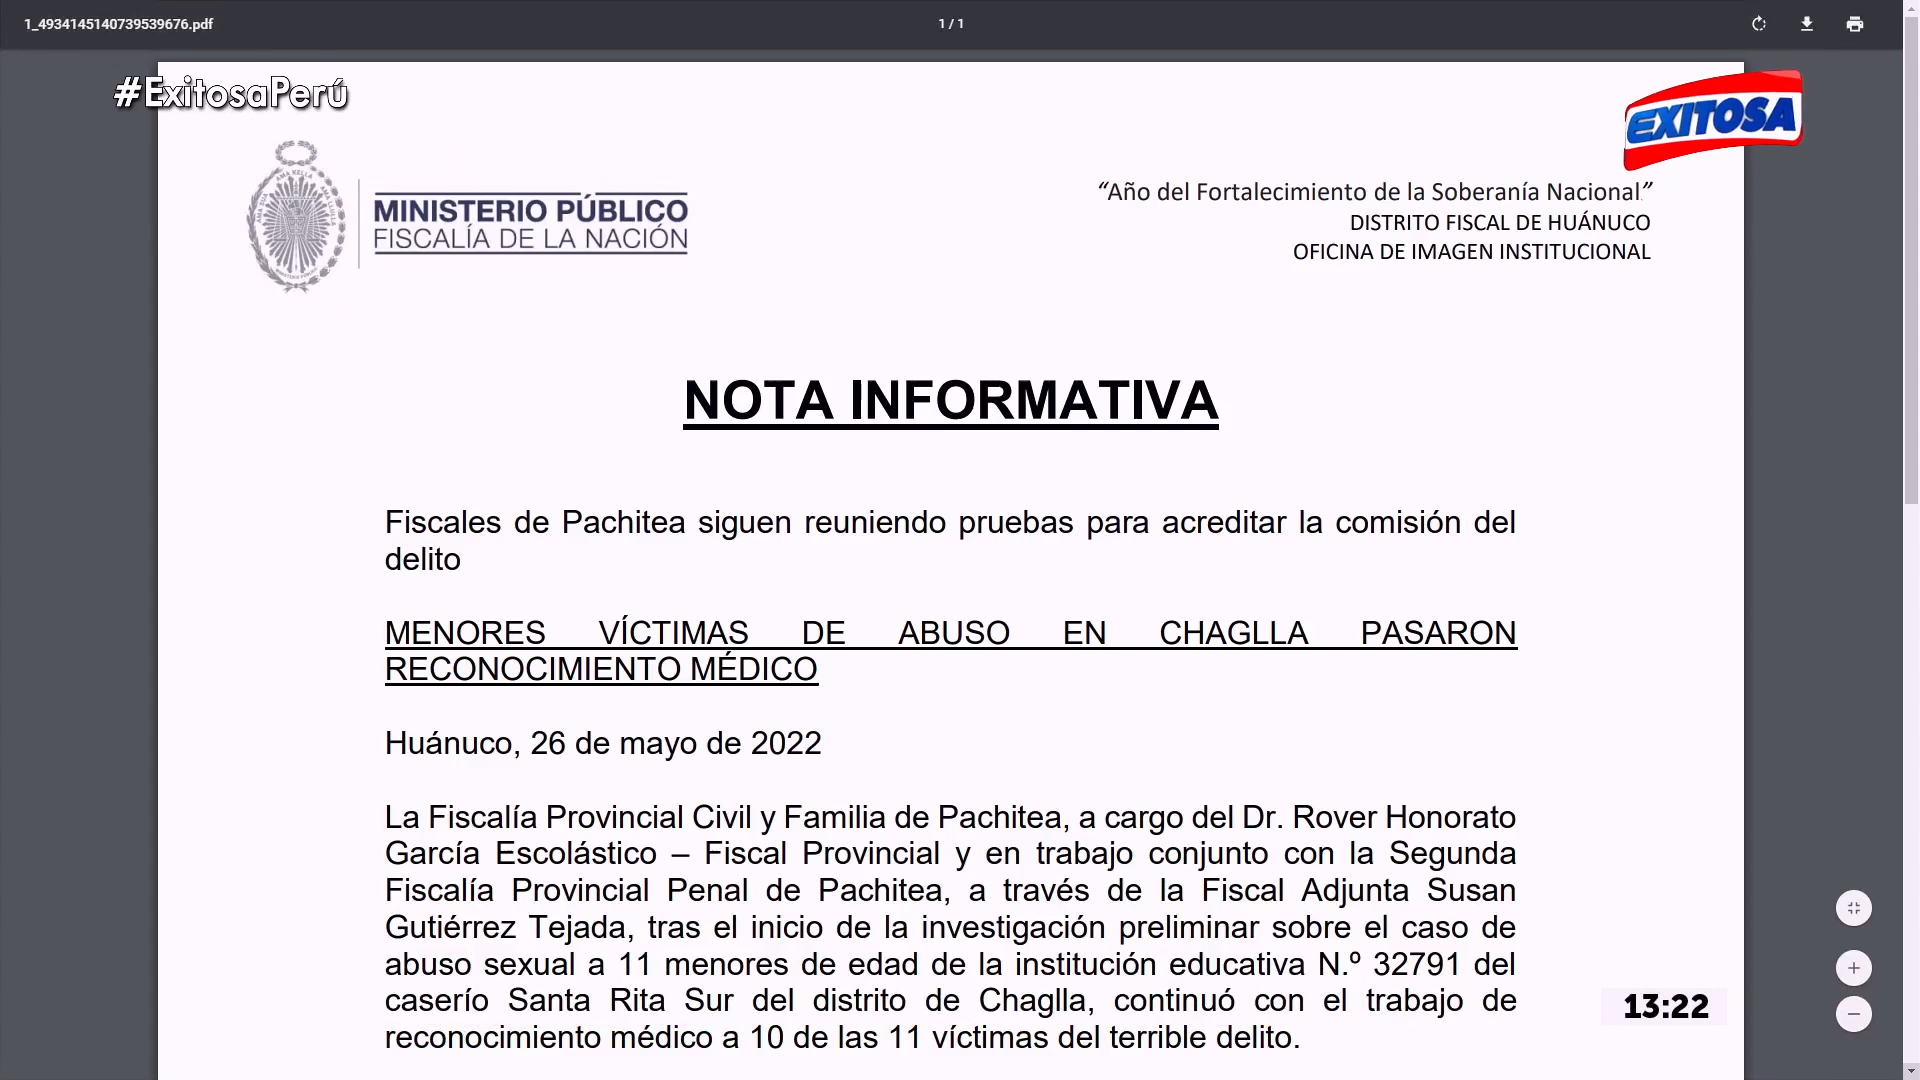 1_4934145140739539676.pdf
1 / 1
#ExitosaPerú
EXITOSA
MINISTERIO PÚBLICO
FISCALÍA DE LA NACIÓN
“Año del Fortalecimiento de la Soberanía Nacional”
DISTRITO FISCAL DE HUÁNUCO
OFICINA DE IMAGEN INSTITUCIONAL
NOTA INFORMATIVA
Fiscales de Pachitea siguen reuniendo pruebas para acreditar la comisión del
delito
MENORES VÍCTIMAS DE ABUSO EN CHAGLLA PASARON
RECONOCIMIENTO MÉDICO
Huánuco, 26 de mayo de 2022
La Fiscalía Provincial Civil y Familia de Pachitea, a cargo del Dr. Rover Honorato
García Escolástico – Fiscal Provincial y en trabajo conjunto con la Segunda
Fiscalía Provincial Penal de Pachitea, a través de la Fiscal Adjunta Susan
Gutiérrez Tejada, tras el inicio de la investigación preliminar sobre el caso de
abuso sexual a 11 menores de edad de la institución educativa N.º 32791 del
caserío Santa Rita Sur del distrito de Chaglla, continuó con el trabajo de
reconocimiento médico a 10 de las 11 víctimas del terrible delito.
13:22